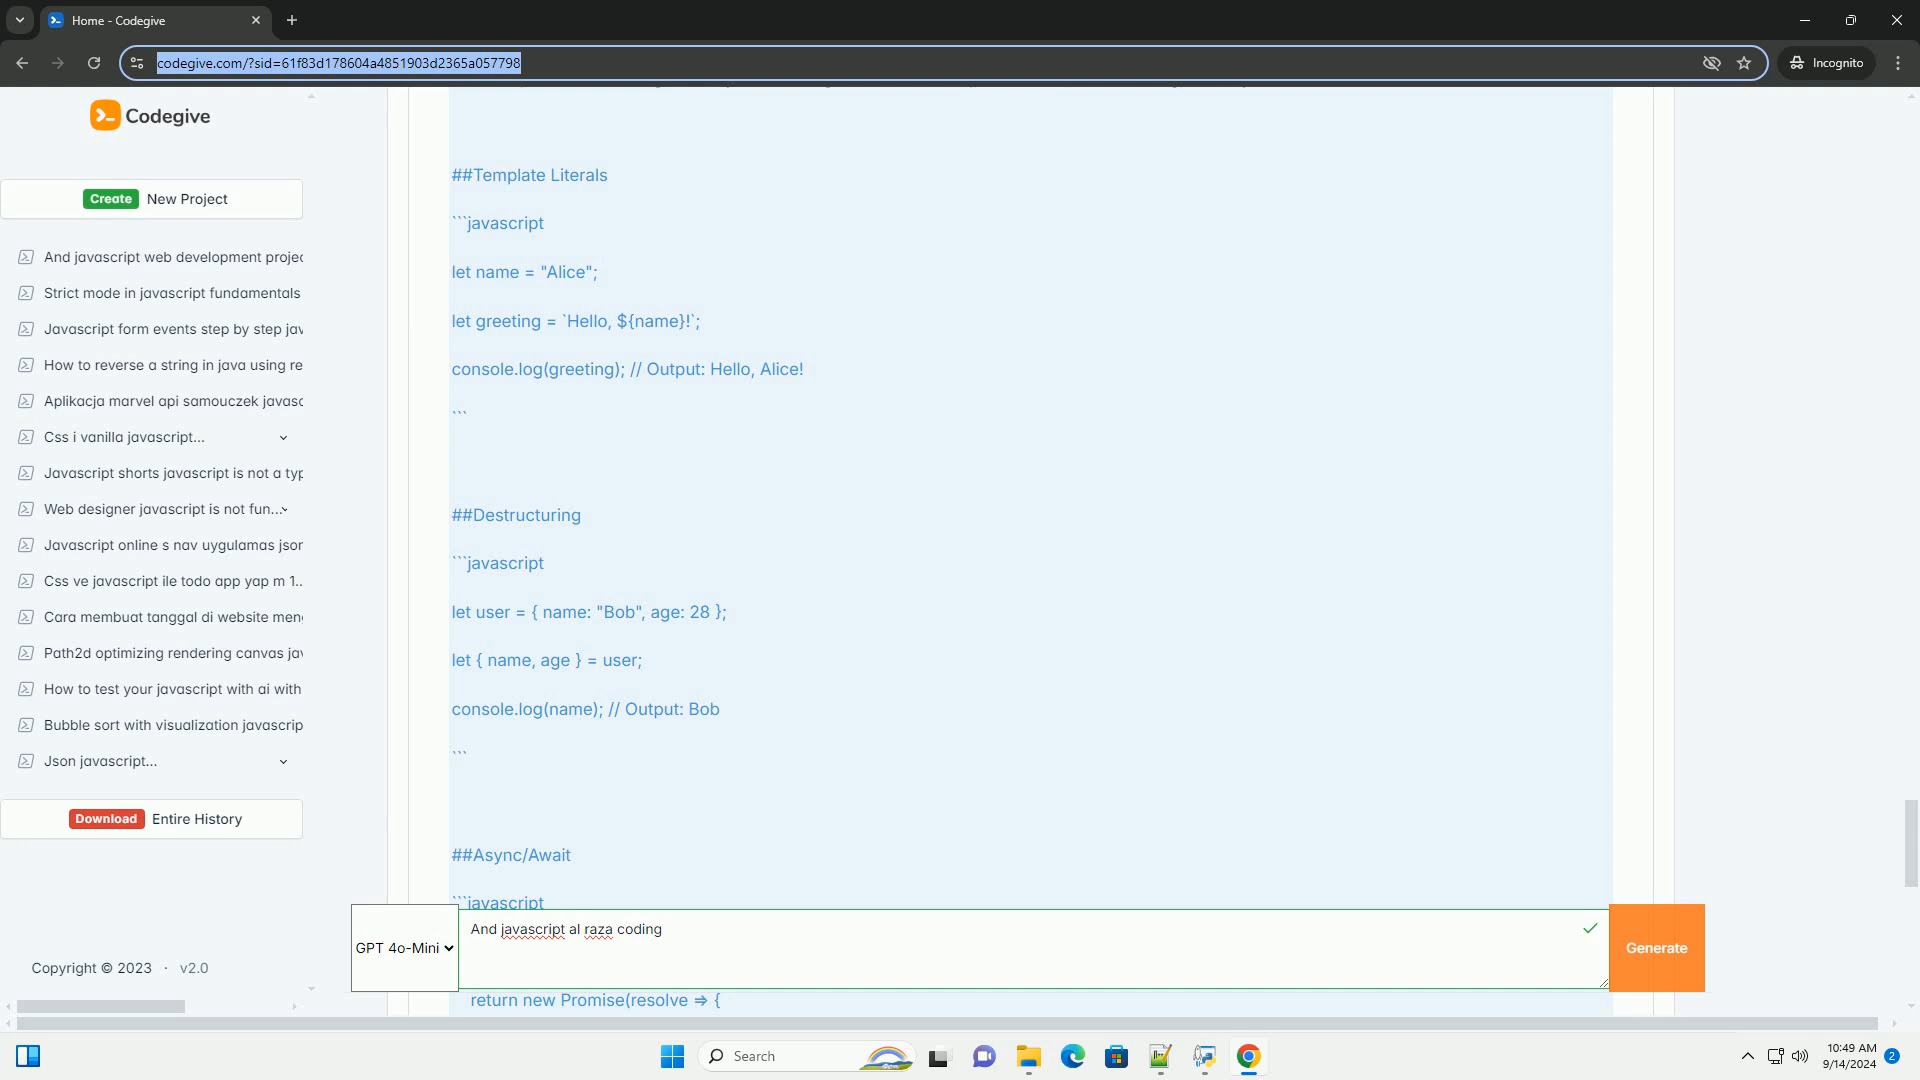 Home - Codegive
codegive.com/?sid=61f83d178604a4851903d2365a057798
Incognito
Codegive
Create New Project
And javascript web development projec
Strict mode in javascript fundamentals
Javascript form events step by step jav
How to reverse a string in java using re
Aplikacja marvel api samouczek javasc
Css i vanilla javascript...
Javascript shorts javascript is not a typ
Web designer javascript is not fun...
Javascript online s nav uygulamas json
Css ve javascript ile todo app yap m 1...
Cara membuat tanggal di website meng
Path2d optimizing rendering canvas jav
How to test your javascript with ai with
Bubble sort with visualization javascrip
Json javascript...
Download Entire History
Copyright © 2023 · v2.0
##Template Literals
```javascript
let name = "Alice";
let greeting = `Hello, ${name}!`;
console.log(greeting); // Output: Hello, Alice!
```
##Destructuring
```javascript
let user = { name: "Bob", age: 28 };
let { name, age } = user;
console.log(name); // Output: Bob
```
##Async/Await
```javascript
GPT 4o-Mini
And javascript al raza coding
Generate
return new Promise(resolve => {
Search
10:49 AM
9/14/2024
2